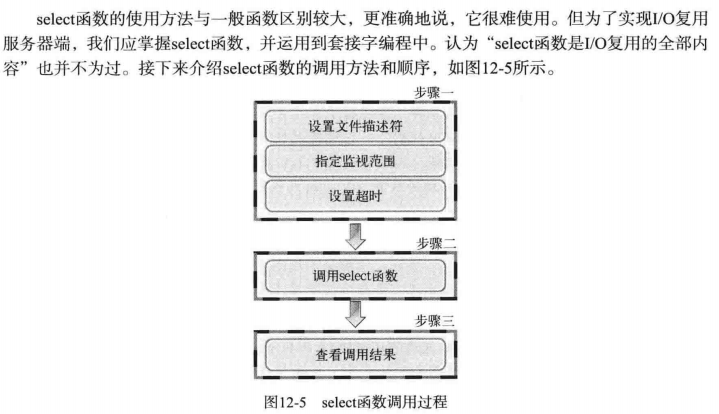 select函数的使用方法与一般函数区别较大，更准确地说，它很难使用。但为了实现I/O复用
服务器端，我们应掌握select函数，并运用到套接字编程中。认为“select函数是I/O复用的全部内
容”也并不为过。接下来介绍select函数的调用方法和顺序，如图12-5所示。
步骤一
设置文件描述符
指定监视范围
设置超时
步骤二
调用select函数
步骤三
查看调用结果
图12-5 select函数调用过程